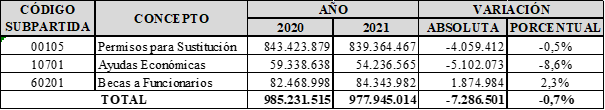 CÓDIGO SUBPARTIDA CONCEPTO AÑO VARIACIÓN
2020 2021 ABSOLUTA PORCENTUAL
00105 Permisos para Sustitución 843.423.879 839.364.467 -4.059.412 -0,5%
10701 Ayudas Económicas 59.338.638 54.236.565 -5.102.073 -8,6%
60201 Becas a Funcionarios 82.468.998 84.343.982 1.874.984 2,3%
TOTAL 985.231.515 977.945.014 -7.286.501 -0,7%